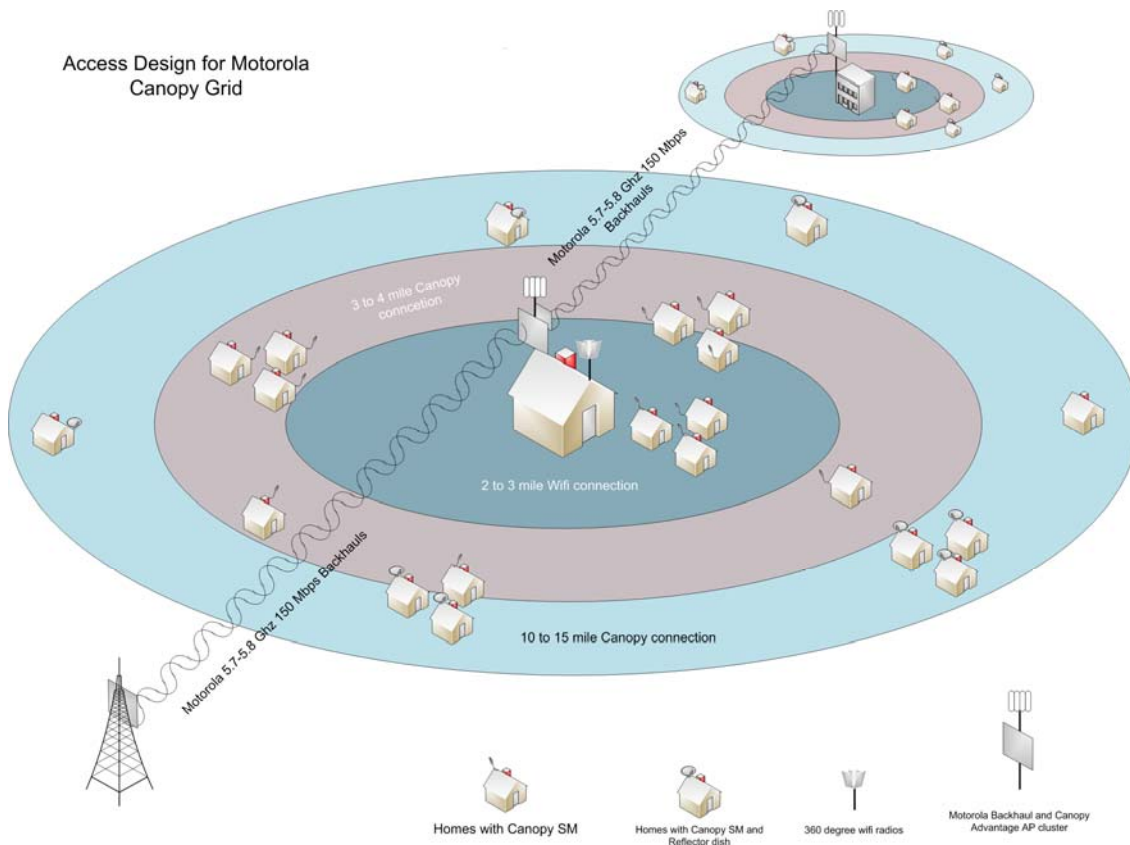 Access Design for Motorola
Canopy Grid
Motorola 5.7-5.8 Ghz 150 Mbps
Backhauls
3 to 4 mile Canopy
conncetion
2 to 3 mile Wifi connection
Motorola 5.7-5.8 Ghz 150 Mbps Backhauls
10 to 15 mile Canopy connection
Homes with Canopy SM
Homes with Canopy SM and
Reflector dish
360 degree wifi radios
Motorola Backhaul and Canopy
Advantage AP cluster